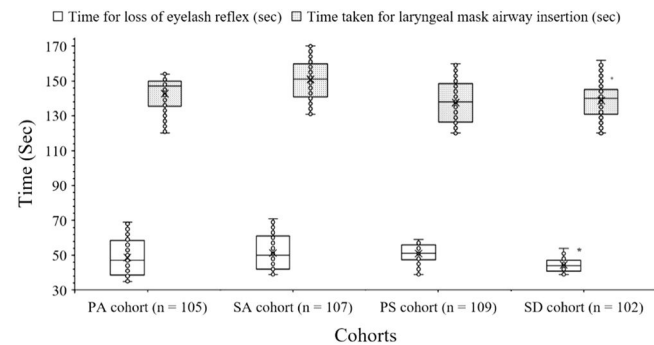 Time for loss of eyelash reflex (sec) Time taken for laryngeal mask airway insertion (sec)
170
150
130
110
90
70
50
30
Time (Sec)
*
*
PA cohort (n = 105) SA cohort (n = 107) PS cohort (n = 109) SD cohort (n = 102)
Cohorts